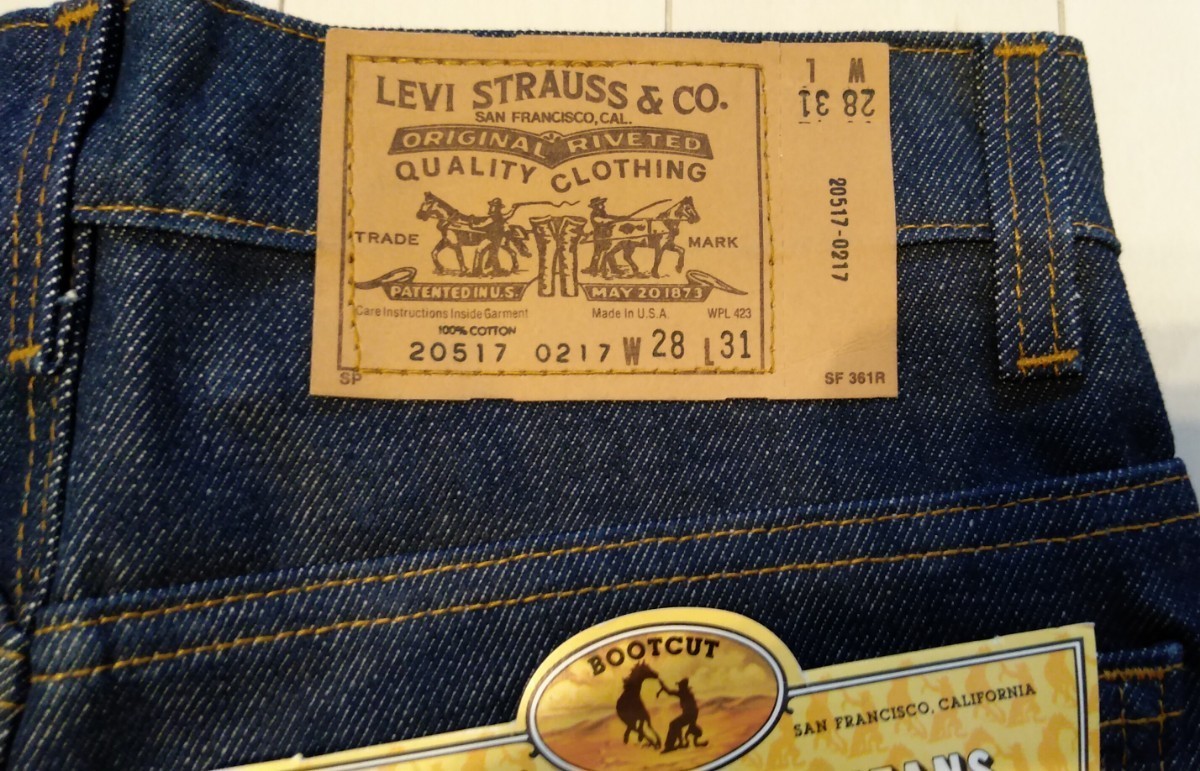 LEVI STRAUSS & CO.
SAN FRANCISCO, CAL.
ORIGINAL RIVETED
QUALITY CLOTHING
TRADE MARK
PATENTED IN U.S. MAY 20 1873
Care Instructions Inside Garment Made In U.S.A. WPL 423
100% COTTON
20517 0217 W 28 L 31
SP SF 361R
W L
28 31
20517-0217
BOOTCUT
SAN FRANCISCO, CALIFORNIA